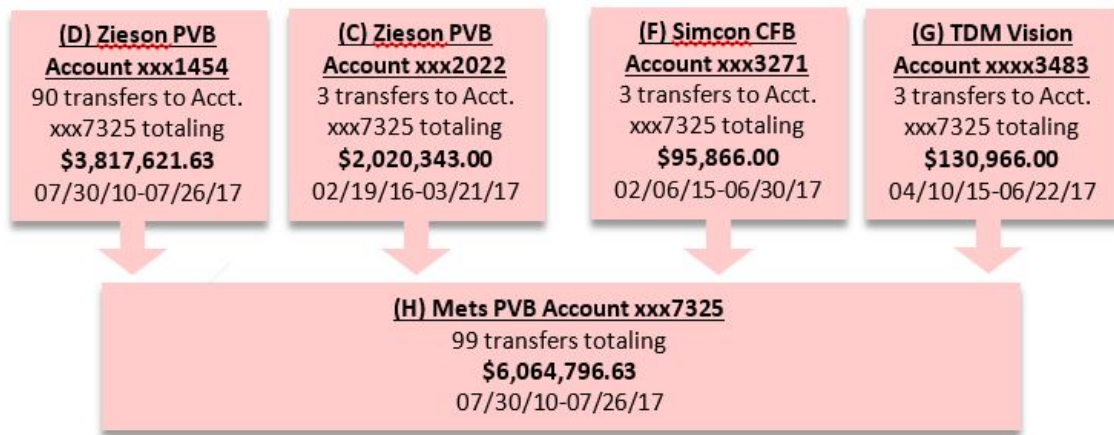 (D) Zieson PVB
Account xxx1454
90 transfers to Acct.
xxx7325 totaling
$3,817,621.63
07/30/10-07/26/17
(C) Zieson PVB
Account xxx2022
3 transfers to Acct.
xxx7325 totaling
$2,020,343.00
02/19/16-03/21/17
(F) Simcon CFB
Account xxx3271
3 transfers to Acct.
xxx7325 totaling
$95,866.00
02/06/15-06/30/17
(G) TDM Vision
Account xxxx3483
3 transfers to Acct.
xxx7325 totaling
$130,966.00
04/10/15-06/22/17
(H) Mets PVB Account xxx7325
99 transfers totaling
$6,064,796.63
07/30/10-07/26/17